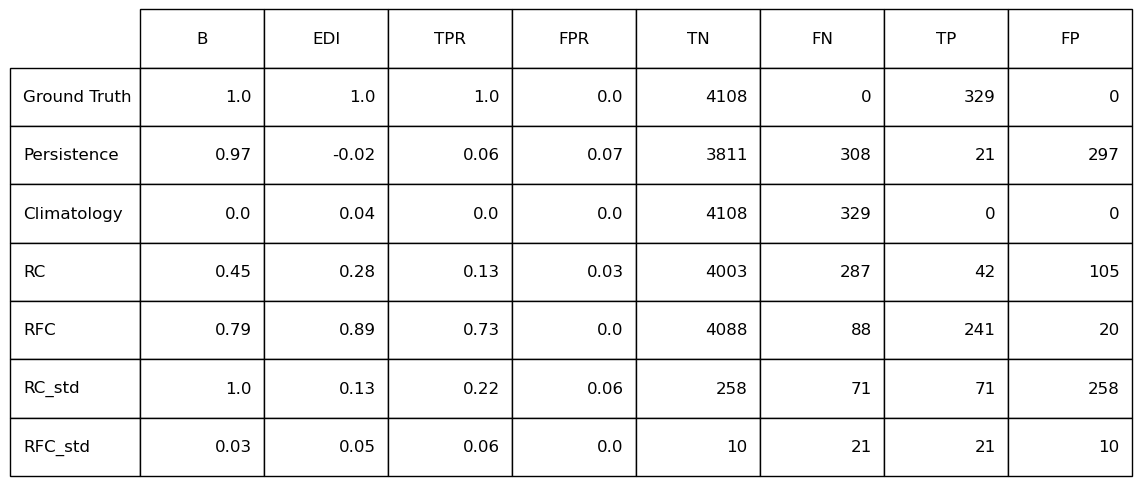 B EDI TPR FPR TN FN TP FP
Ground Truth 1.0 1.0 1.0 0.0 4108 0 329 0
Persistence 0.97 -0.02 0.06 0.07 3811 308 21 297
Climatology 0.0 0.04 0.0 0.0 4108 329 0 0
RC 0.45 0.28 0.13 0.03 4003 287 42 105
RFC 0.79 0.89 0.73 0.0 4088 88 241 20
RC_std 1.0 0.13 0.22 0.06 258 71 71 258
RFC_std 0.03 0.05 0.06 0.0 10 21 21 10